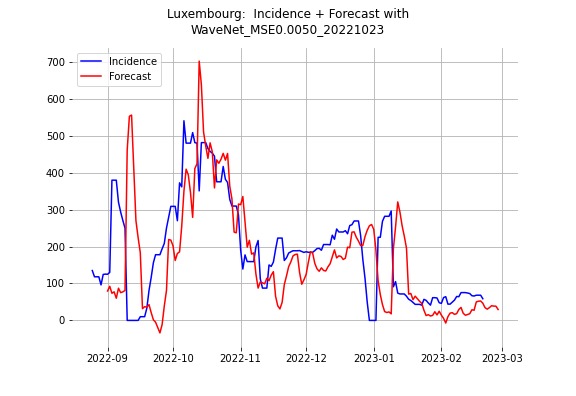 Luxembourg:  Incidence + Forecast with
WaveNet_MSE0.0050_20221023
Incidence
Forecast
700
600
500
400
300
200
100
0
2022-09 2022-10 2022-11 2022-12 2023-01 2023-02 2023-03